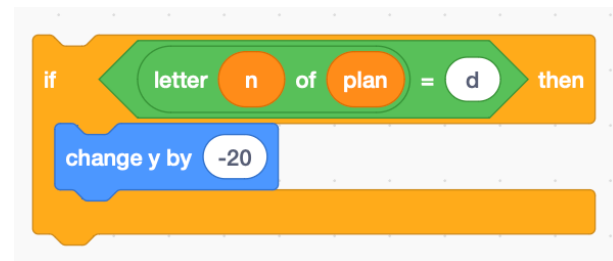 if letter n of plan = d then
change y by -20